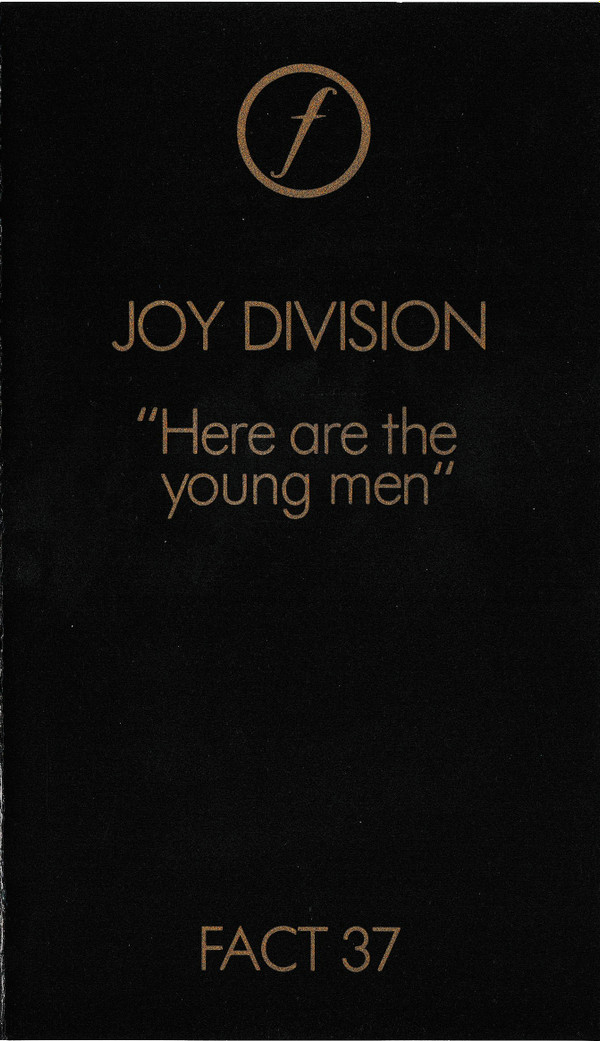 f
JOY DIVISION
“Here are the
young men“
FACT 37